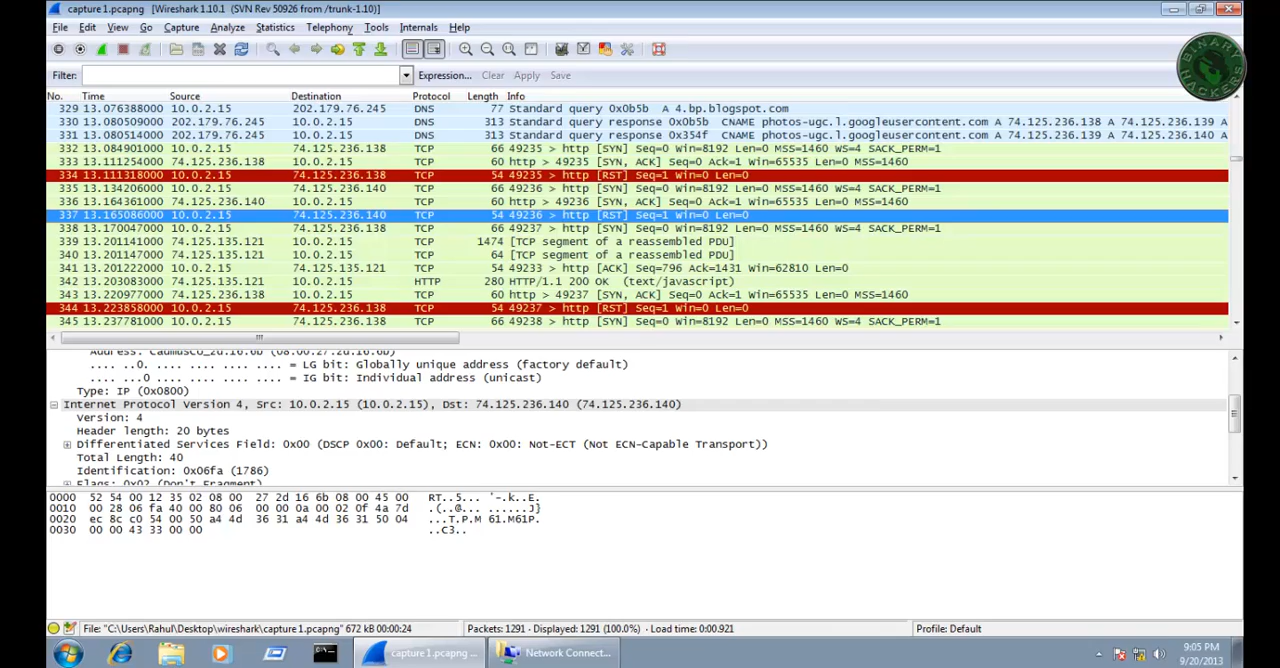 capture 1.pcapng [Wireshark 1.10.1 (SVN Rev 50926 from /trunk-1.10)]
File Edit View Go Capture Analyze Statistics Telephony Tools Internals Help
BINARY HACKERS
Filter: Expression... Clear Apply Save
No. Time Source Destination Protocol Length Info
329 13.076388000 10.0.2.15 202.179.76.245 DNS 77 Standard query 0x0b5b A 4.bp.blogspot.com
330 13.080509000 202.179.76.245 10.0.2.15 DNS 313 Standard query response 0x0b5b CNAME photos-ugc.l.googleusercontent.com A 74.125.236.138 A 74.125.236.139 A
331 13.080514000 202.179.76.245 10.0.2.15 DNS 313 Standard query response 0x354f CNAME photos-ugc.l.googleusercontent.com A 74.125.236.139 A 74.125.236.140 A
332 13.084901000 10.0.2.15 74.125.236.138 TCP 66 49235 > http [SYN] Seq=0 Win=8192 Len=0 MSS=1460 WS=4 SACK_PERM=1
333 13.111254000 74.125.236.138 10.0.2.15 TCP 60 http > 49235 [SYN, ACK] Seq=0 Ack=1 Win=65535 Len=0 MSS=1460
334 13.111318000 10.0.2.15 74.125.236.138 TCP 54 49235 > http [RST] Seq=1 Win=0 Len=0
335 13.134206000 10.0.2.15 74.125.236.140 TCP 66 49236 > http [SYN] Seq=0 Win=8192 Len=0 MSS=1460 WS=4 SACK_PERM=1
336 13.164361000 74.125.236.140 10.0.2.15 TCP 60 http > 49236 [SYN, ACK] Seq=0 Ack=1 Win=65535 Len=0 MSS=1460
337 13.165086000 10.0.2.15 74.125.236.140 TCP 54 49236 > http [RST] Seq=1 Win=0 Len=0
338 13.170047000 10.0.2.15 74.125.236.138 TCP 66 49237 > http [SYN] Seq=0 Win=8192 Len=0 MSS=1460 WS=4 SACK_PERM=1
339 13.201141000 74.125.135.121 10.0.2.15 TCP 1474 [TCP segment of a reassembled PDU]
340 13.201208000 74.125.135.121 10.0.2.15 TCP 64 [TCP segment of a reassembled PDU]
341 13.201222000 10.0.2.15 74.125.135.121 TCP 54 49233 > http [ACK] Seq=796 Ack=1431 Win=62810 Len=0
342 13.203083000 74.125.135.121 10.0.2.15 HTTP 280 HTTP/1.1 200 OK (text/javascript)
343 13.220977000 74.125.236.138 10.0.2.15 TCP 60 http > 49237 [SYN, ACK] Seq=0 Ack=1 Win=65535 Len=0 MSS=1460
344 13.223858000 10.0.2.15 74.125.236.138 TCP 54 49237 > http [RST] Seq=1 Win=0 Len=0
345 13.237781000 10.0.2.15 74.125.236.138 TCP 66 49238 > http [SYN] Seq=0 Win=8192 Len=0 MSS=1460 WS=4 SACK_PERM=1
Address: CadmusCo_2d:16:6b (08:00:27:2d:16:6b)
.... ..0. .... .... .... .... = LG bit: Globally unique address (factory default)
.... ...0 .... .... .... .... = IG bit: Individual address (unicast)
Type: IP (0x0800)
Internet Protocol Version 4, Src: 10.0.2.15 (10.0.2.15), Dst: 74.125.236.140 (74.125.236.140)
Version: 4
Header length: 20 bytes
Differentiated Services Field: 0x00 (DSCP 0x00: Default; ECN: 0x00: Not-ECT (Not ECN-Capable Transport))
Total Length: 40
Identification: 0x06fa (1786)
Flags: 0x02 (Don't Fragment)
0000 52 54 00 12 35 02 08 00 27 2d 16 6b 08 00 45 00 RT..5... '-.k..E.
0010 00 28 06 fa 40 00 80 06 00 00 0a 00 02 0f 4a 7d .(..@... ......J}
0020 ec 8c c0 54 00 50 a4 4d 36 31 a4 4d 36 31 50 04 ...T.P.M 61.M61P.
0030 00 00 43 33 00 00 ..C3..
File: "C:\Users\Rahul\Desktop\wireshark\capture 1.pcapng" 672 kB 00:00:24 Packets: 1291 - Displayed: 1291 (100.0%) - Load time: 0:00.921 Profile: Default
capture 1.pcapng ... Network Connect...
9:05 PM
9/20/2013